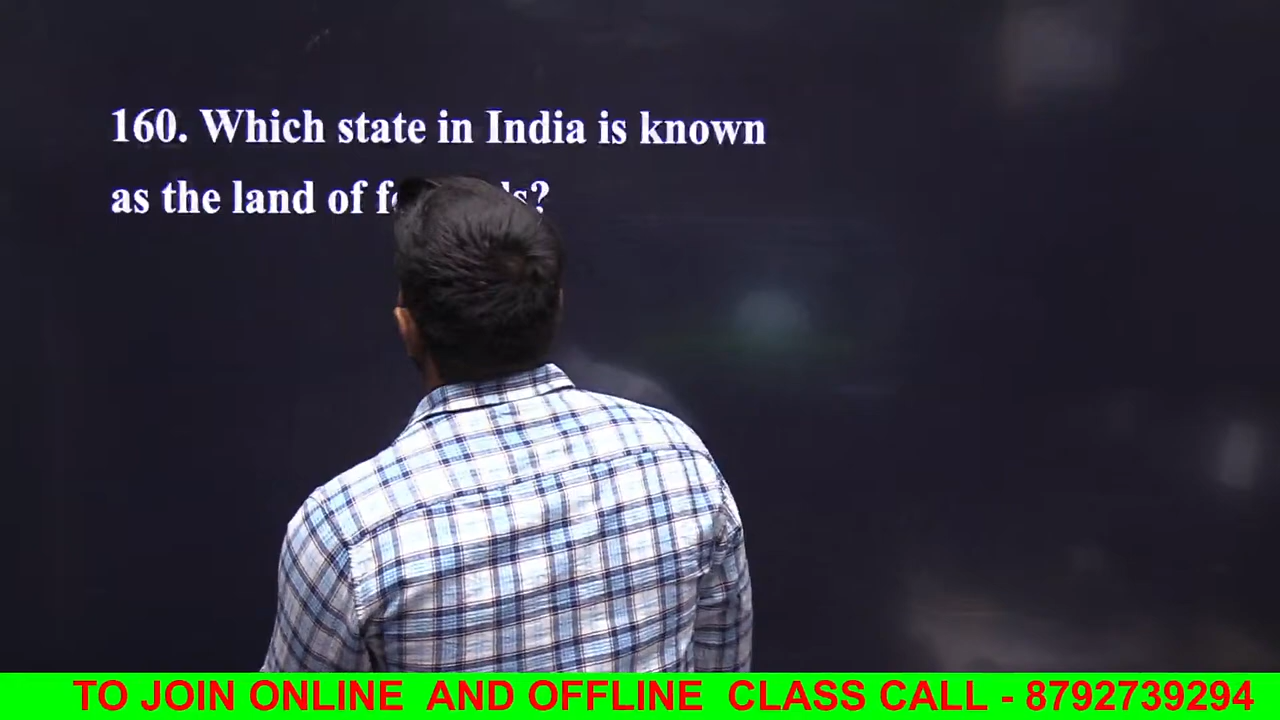 160. Which state in India is known
as the land of
TO JOIN ONLINE AND OFFLINE CLASS CALL - 8792739294